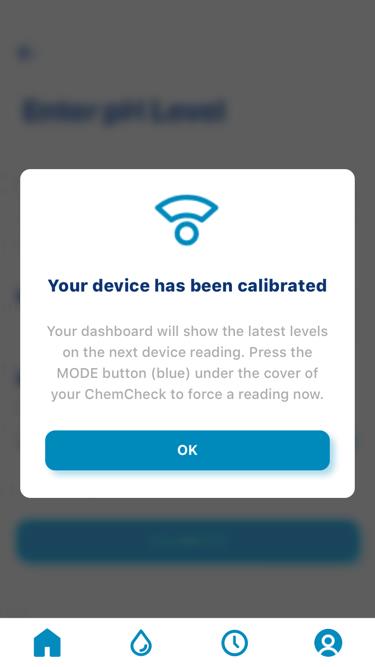 Enter pH Level
Your device has been calibrated
Your dashboard will show the latest levels
on the next device reading. Press the
MODE button (blue) under the cover of
your ChemCheck to force a reading now.
OK